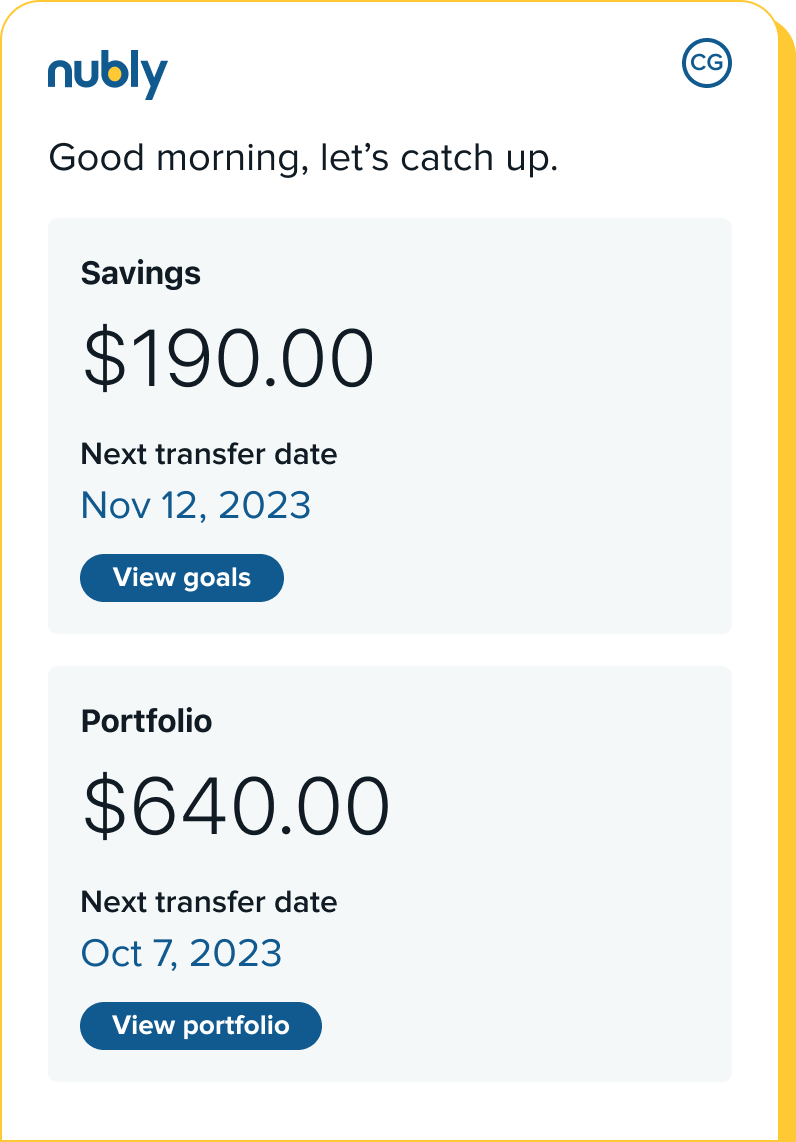 nubly
CG
Good morning, let’s catch up.
Savings
$190.00
Next transfer date
Nov 12, 2023
View goals
Portfolio
$640.00
Next transfer date
Oct 7, 2023
View portfolio